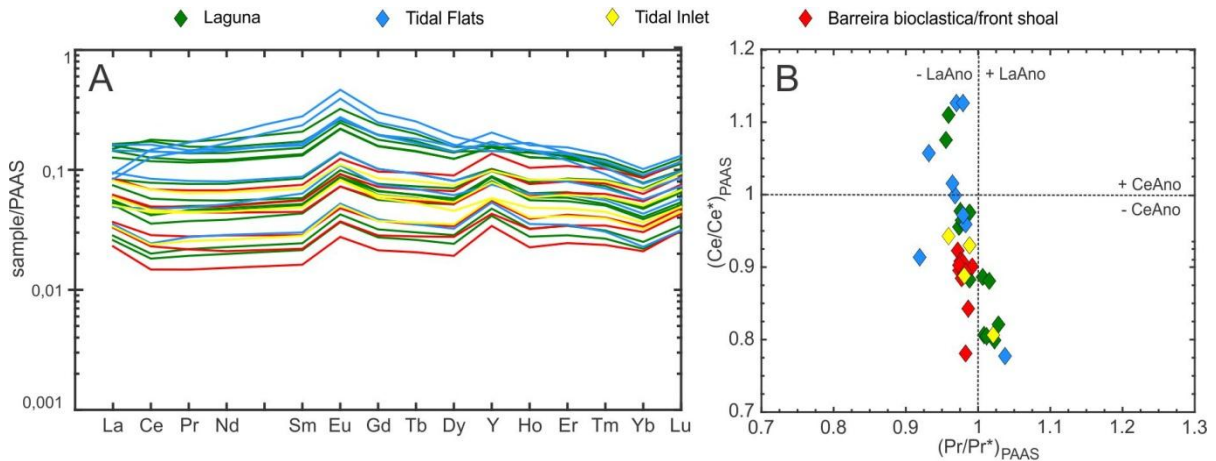 Laguna
Tidal Flats
Tidal Inlet
Barreira bioclastica/front shoal
A
1
0,1
0,01
0,001
sample/PAAS
La Ce Pr Nd Sm Eu Gd Tb Dy Y Ho Er Tm Yb Lu
B
1.2
1.1
1
0.9
0.8
0.7
(Ce/Ce*)PAAS
- LaAno + LaAno
+ CeAno
- CeAno
0.7 0.8 0.9 1 1.1 1.2 1.3
(Pr/Pr*)PAAS